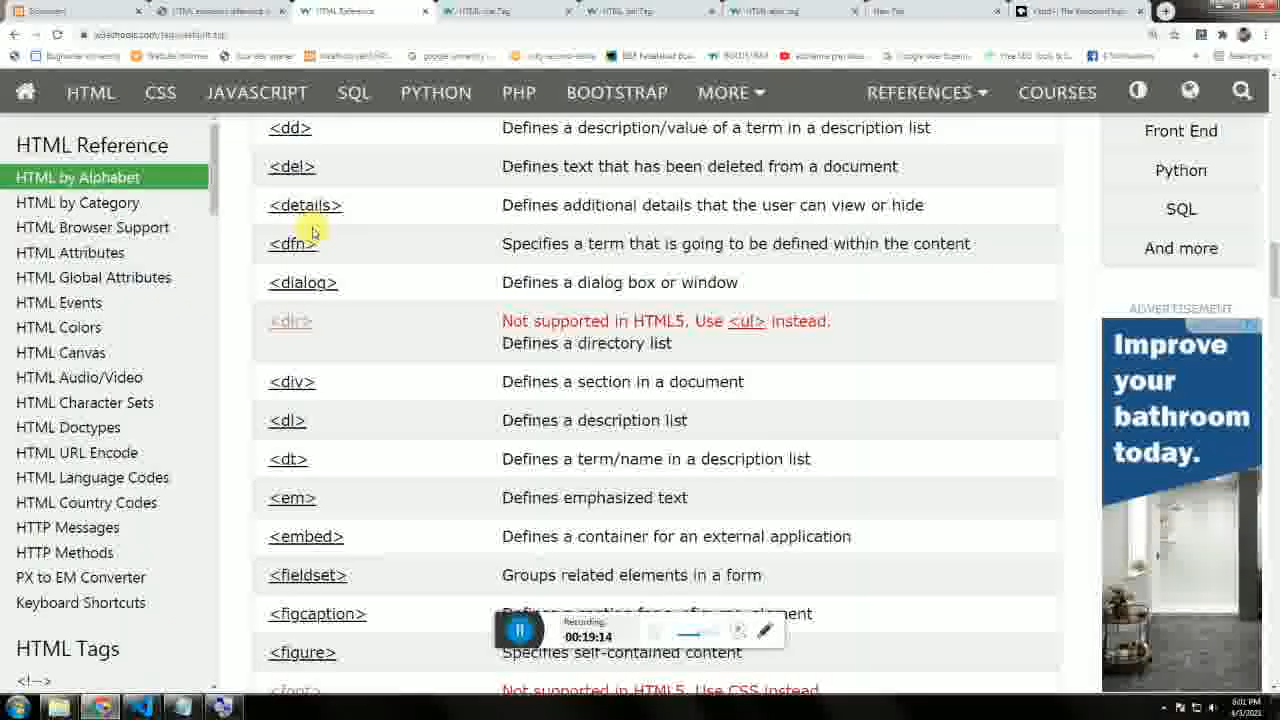 HTML Reference
HTML CSS JAVASCRIPT SQL PYTHON PHP BOOTSTRAP MORE REFERENCES COURSES
HTML Reference
HTML by Alphabet
HTML by Category
HTML Browser Support
HTML Attributes
HTML Global Attributes
HTML Events
HTML Colors
HTML Canvas
HTML Audio/Video
HTML Character Sets
HTML Doctypes
HTML URL Encode
HTML Language Codes
HTML Country Codes
HTTP Messages
HTTP Methods
PX to EM Converter
Keyboard Shortcuts
HTML Tags
<!-->
<dd> Defines a description/value of a term in a description list
<del> Defines text that has been deleted from a document
<details> Defines additional details that the user can view or hide
<dfn> Specifies a term that is going to be defined within the content
<dialog> Defines a dialog box or window
<dir> Not supported in HTML5. Use <ul> instead.
Defines a directory list
<div> Defines a section in a document
<dl> Defines a description list
<dt> Defines a term/name in a description list
<em> Defines emphasized text
<embed> Defines a container for an external application
<fieldset> Groups related elements in a form
<figcaption>
<figure> Specifies self-contained content
<font> Not supported in HTML5. Use CSS instead
Recording
00:19:14
Front End
Python
SQL
And more
ADVERTISEMENT
Improve
your
bathroom
today.